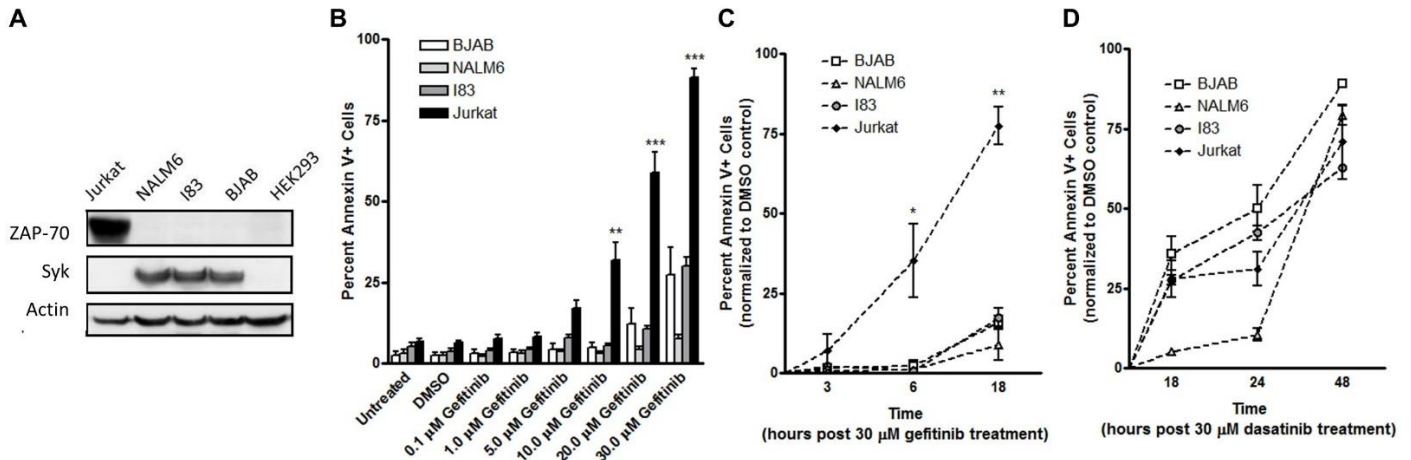 A
Jurkat
NALM6
I83
BJAB
HEK293
ZAP-70
Syk
Actin
B
Percent Annexin V+ Cells
100
75
50
25
0
BJAB
NALM6
I83
Jurkat
**
***
***
Untreated
DMSO
0.1 μM Gefitinib
1.0 μM Gefitinib
5.0 μM Gefitinib
10.0 μM Gefitinib
20.0 μM Gefitinib
30.0 μM Gefitinib
C
Percent Annexin V+ Cells
(normalized to DMSO control)
100
75
50
25
0
BJAB
NALM6
I83
Jurkat
*
**
3
6
18
Time
(hours post 30 μM gefitinib treatment)
D
Percent Annexin V+ Cells
(normalized to DMSO control)
100
75
50
25
0
BJAB
NALM6
I83
Jurkat
18
24
48
Time
(hours post 30 μM dasatinib treatment)